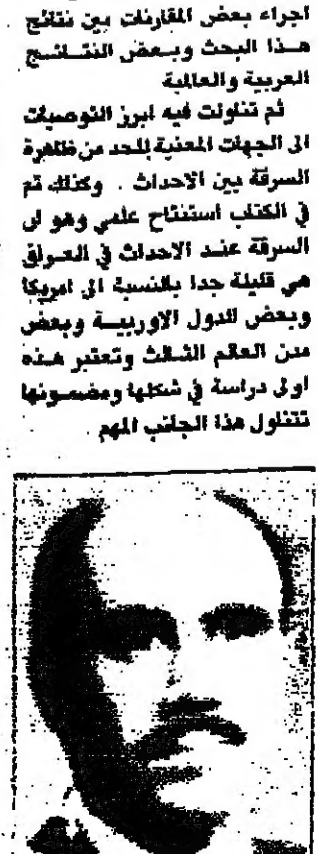 اجراء بعض المقارنات بين نتائج
هذا البحث وبعض النتائج
العربية والعالمية
ثم تناولت فيه ابرز التوصيات
الى الجهات المعنية للحد من ظاهرة
السرقة بين الاحداث . وكذلك تم
في الكتاب استنتاح علمي وهو ان
السرقة عند الاحداث في العراق
هي قليلة جدا بالنسبة الى امريكا
وبعض الدول الاوربية وبعض
مدن العالم الثالث وتعتبر هذه
اولى دراسة في شكلها ومضمونها
تتناول هذا الجانب المهم